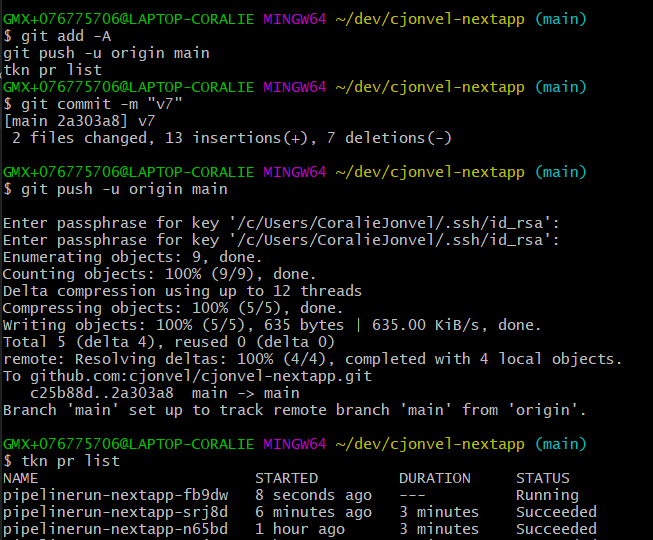 GMX+076775706@LAPTOP-CORALIE MINGW64 ~/dev/cjonvel-nextapp (main)
$ git add -A
git push -u origin main
tkn pr list
GMX+076775706@LAPTOP-CORALIE MINGW64 ~/dev/cjonvel-nextapp (main)
$ git commit -m "v7"
[main 2a303a8] v7
 2 files changed, 13 insertions(+), 7 deletions(-)
GMX+076775706@LAPTOP-CORALIE MINGW64 ~/dev/cjonvel-nextapp (main)
$ git push -u origin main
Enter passphrase for key '/c/Users/CoralieJonvel/.ssh/id_rsa':
Enter passphrase for key '/c/Users/CoralieJonvel/.ssh/id_rsa':
Enumerating objects: 9, done.
Counting objects: 100% (9/9), done.
Delta compression using up to 12 threads
Compressing objects: 100% (5/5), done.
Writing objects: 100% (5/5), 635 bytes | 635.00 KiB/s, done.
Total 5 (delta 4), reused 0 (delta 0)
remote: Resolving deltas: 100% (4/4), completed with 4 local objects.
To github.com:cjonvel/cjonvel-nextapp.git
   c25b88d..2a303a8  main -> main
Branch 'main' set up to track remote branch 'main' from 'origin'.
GMX+076775706@LAPTOP-CORALIE MINGW64 ~/dev/cjonvel-nextapp (main)
$ tkn pr list
NAME                        STARTED         DURATION     STATUS
pipelinerun-nextapp-fb9dw   8 seconds ago   ---          Running
pipelinerun-nextapp-srj8d   6 minutes ago   3 minutes    Succeeded
pipelinerun-nextapp-n65bd   1 hour ago      3 minutes    Succeeded